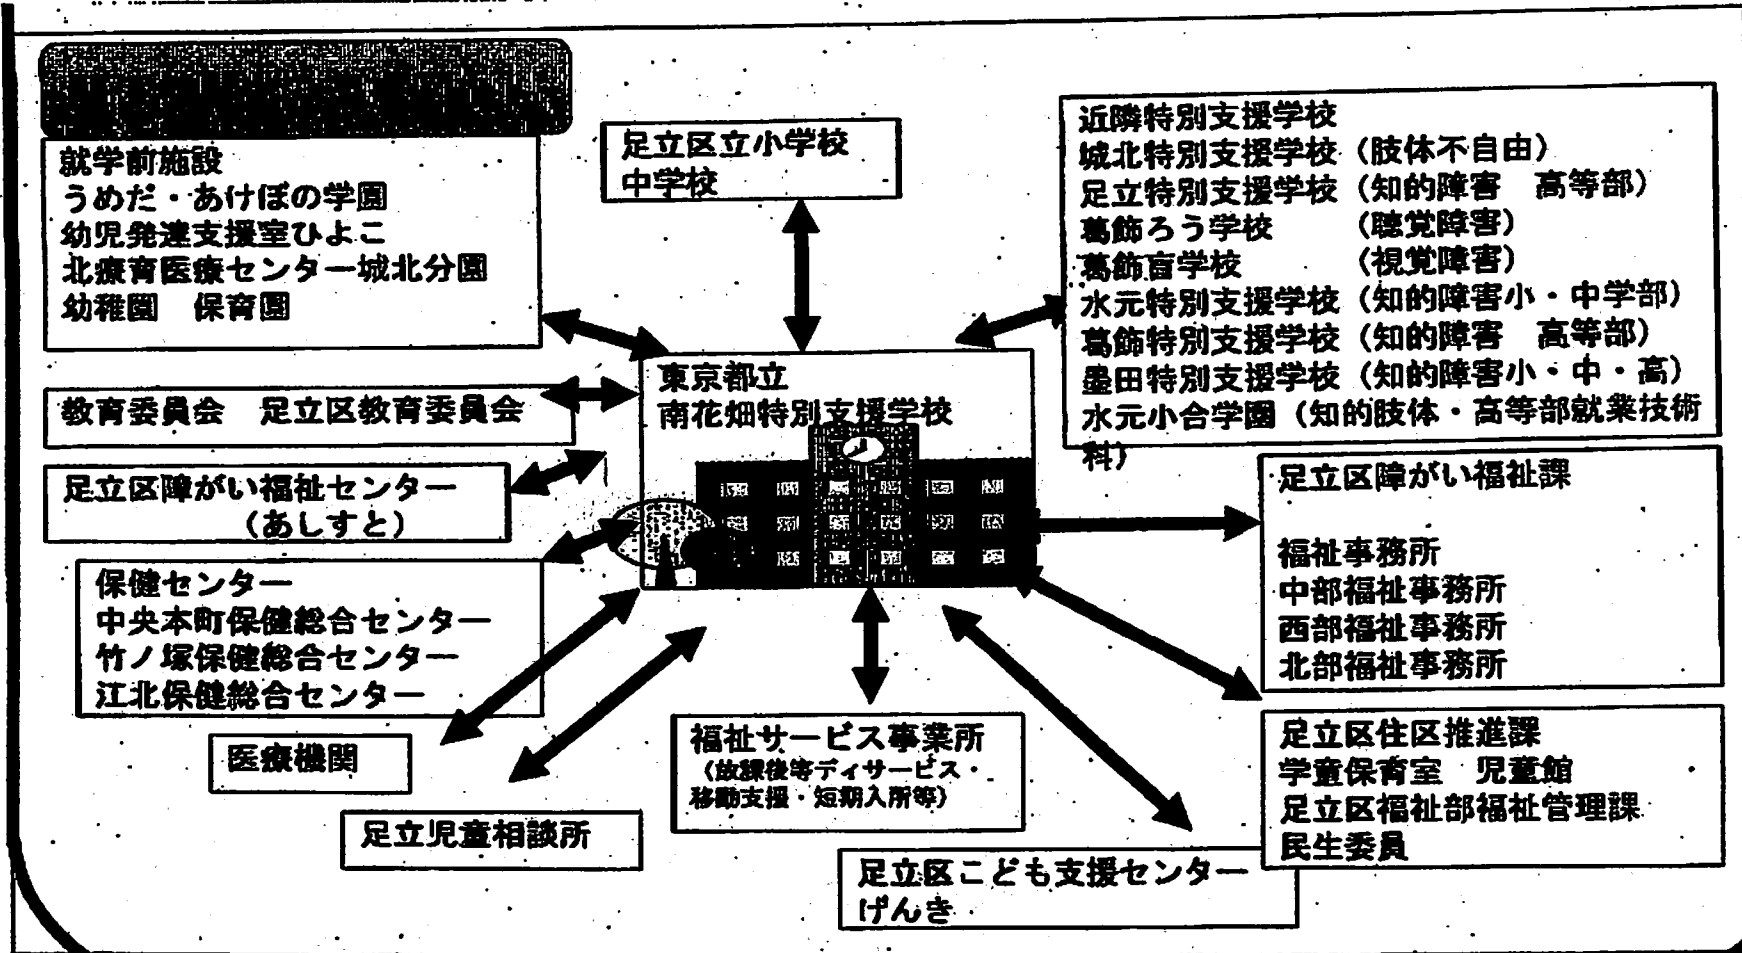 就学前施設
うめだ・あけぼの学園
幼児発達支援室ひよこ
北療育医療センター城北分園
幼稚園　保育園
足立区立小学校
中学校
近隣特別支援学校
城北特別支援学校（肢体不自由）
足立特別支援学校（知的障害　高等部）
葛飾ろう学校　　（聴覚障害）
葛飾盲学校　　　（視覚障害）
水元特別支援学校（知的障害小・中学部）
葛飾特別支援学校（知的障害　高等部）
墨田特別支援学校（知的障害小・中・高）
水元小合学園（知的肢体・高等部就業技術
科）
東京都立
南花畑特別支援学校
教育委員会　足立区教育委員会
足立区障がい福祉センター
（あしすと）
保健センター
中央本町保健総合センター
竹ノ塚保健総合センター
江北保健総合センター
足立区障がい福祉課
福祉事務所
中部福祉事務所
西部福祉事務所
北部福祉事務所
医療機関
足立児童相談所
福祉サービス事業所
（放課後等ディサービス・
移動支援・短期入所等）
足立区住区推進課
学童保育室　児童館
足立区福祉部福祉管理課
民生委員
足立区こども支援センター
げんき